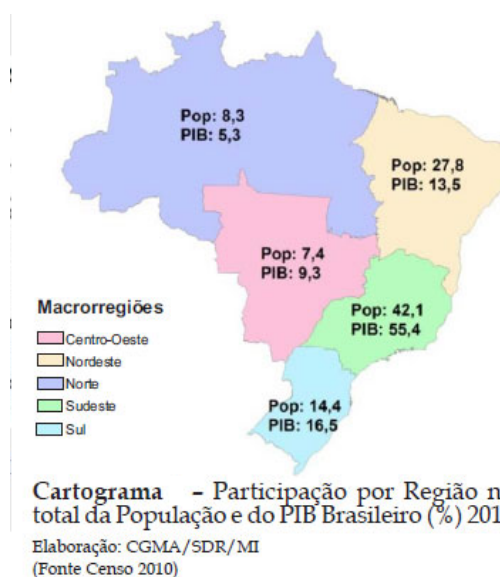 Pop: 8,3
PIB: 5,3
Pop: 27,8
PIB: 13,5
Pop: 7,4
PIB: 9,3
Pop: 42,1
PIB: 55,4
Pop: 14,4
PIB: 16,5
Macrorregiões
Centro-Oeste
Nordeste
Norte
Sudeste
Sul
Cartograma – Participação por Região n
total da População e do PIB Brasileiro (%) 201
Elaboração: CGMA/SDR/MI
(Fonte Censo 2010)